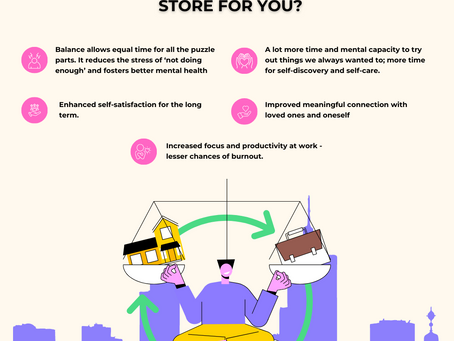 STORE FOR YOU?
Balance allows equal time for all the puzzle
parts. It reduces the stress of 'not doing
enough' and fosters better mental health
A lot more time and mental capacity to try
out things we always wanted to; more time
for self-discovery and self-care.
Enhanced self-satisfaction for the long
term.
Improved meaningful connection with
loved ones and oneself
Increased focus and productivity at work -
lesser chances of burnout.